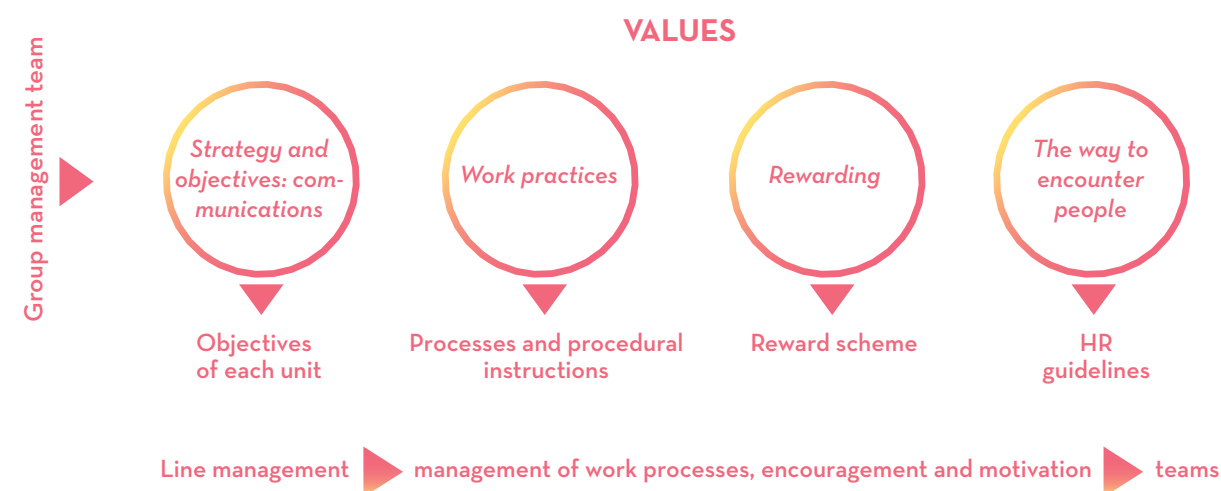 VALUES
Group management team
Strategy and
objectives: com-
munications
Work practices
Rewarding
The way to
encounter
people
Objectives
of each unit
Processes and procedural
instructions
Reward scheme
HR
guidelines
Line management management of work processes, encouragement and motivation teams